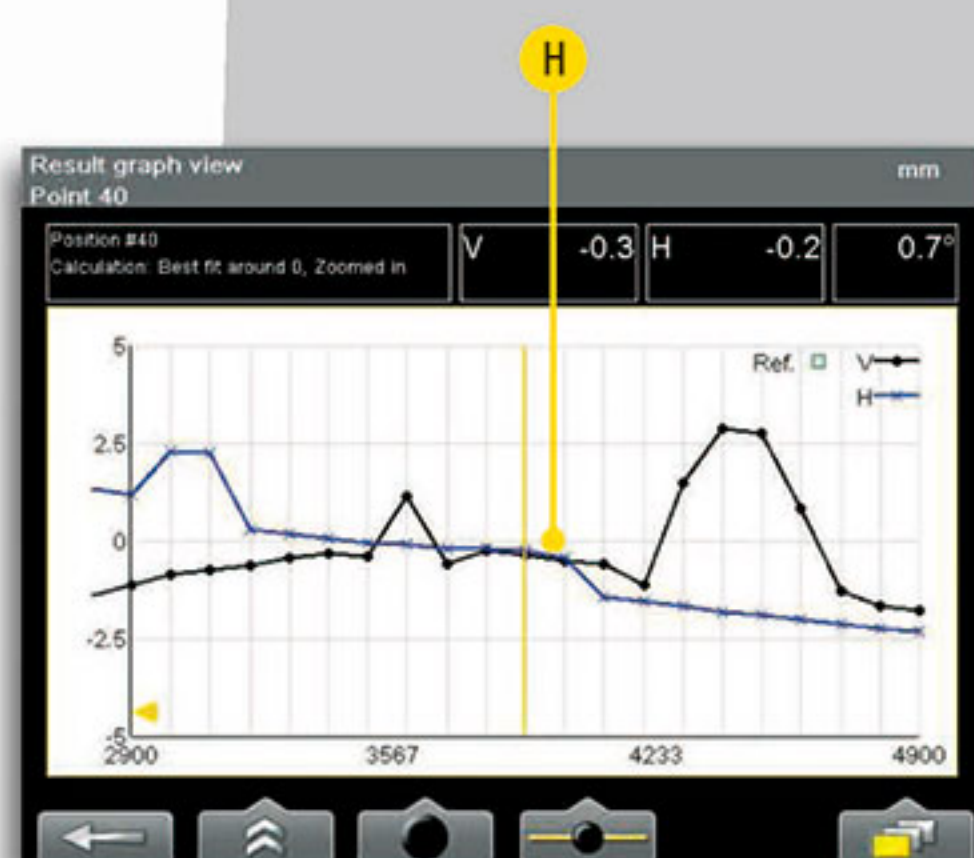 H
Result graph view
mm
Point 40
Position #40
Calculation: Best fit around 0, Zoomed in
V -0.3
H -0.2
0.7°
5
Ref.
V
H
2.5
0
-2.5
-5
2900 3567 4233 4900